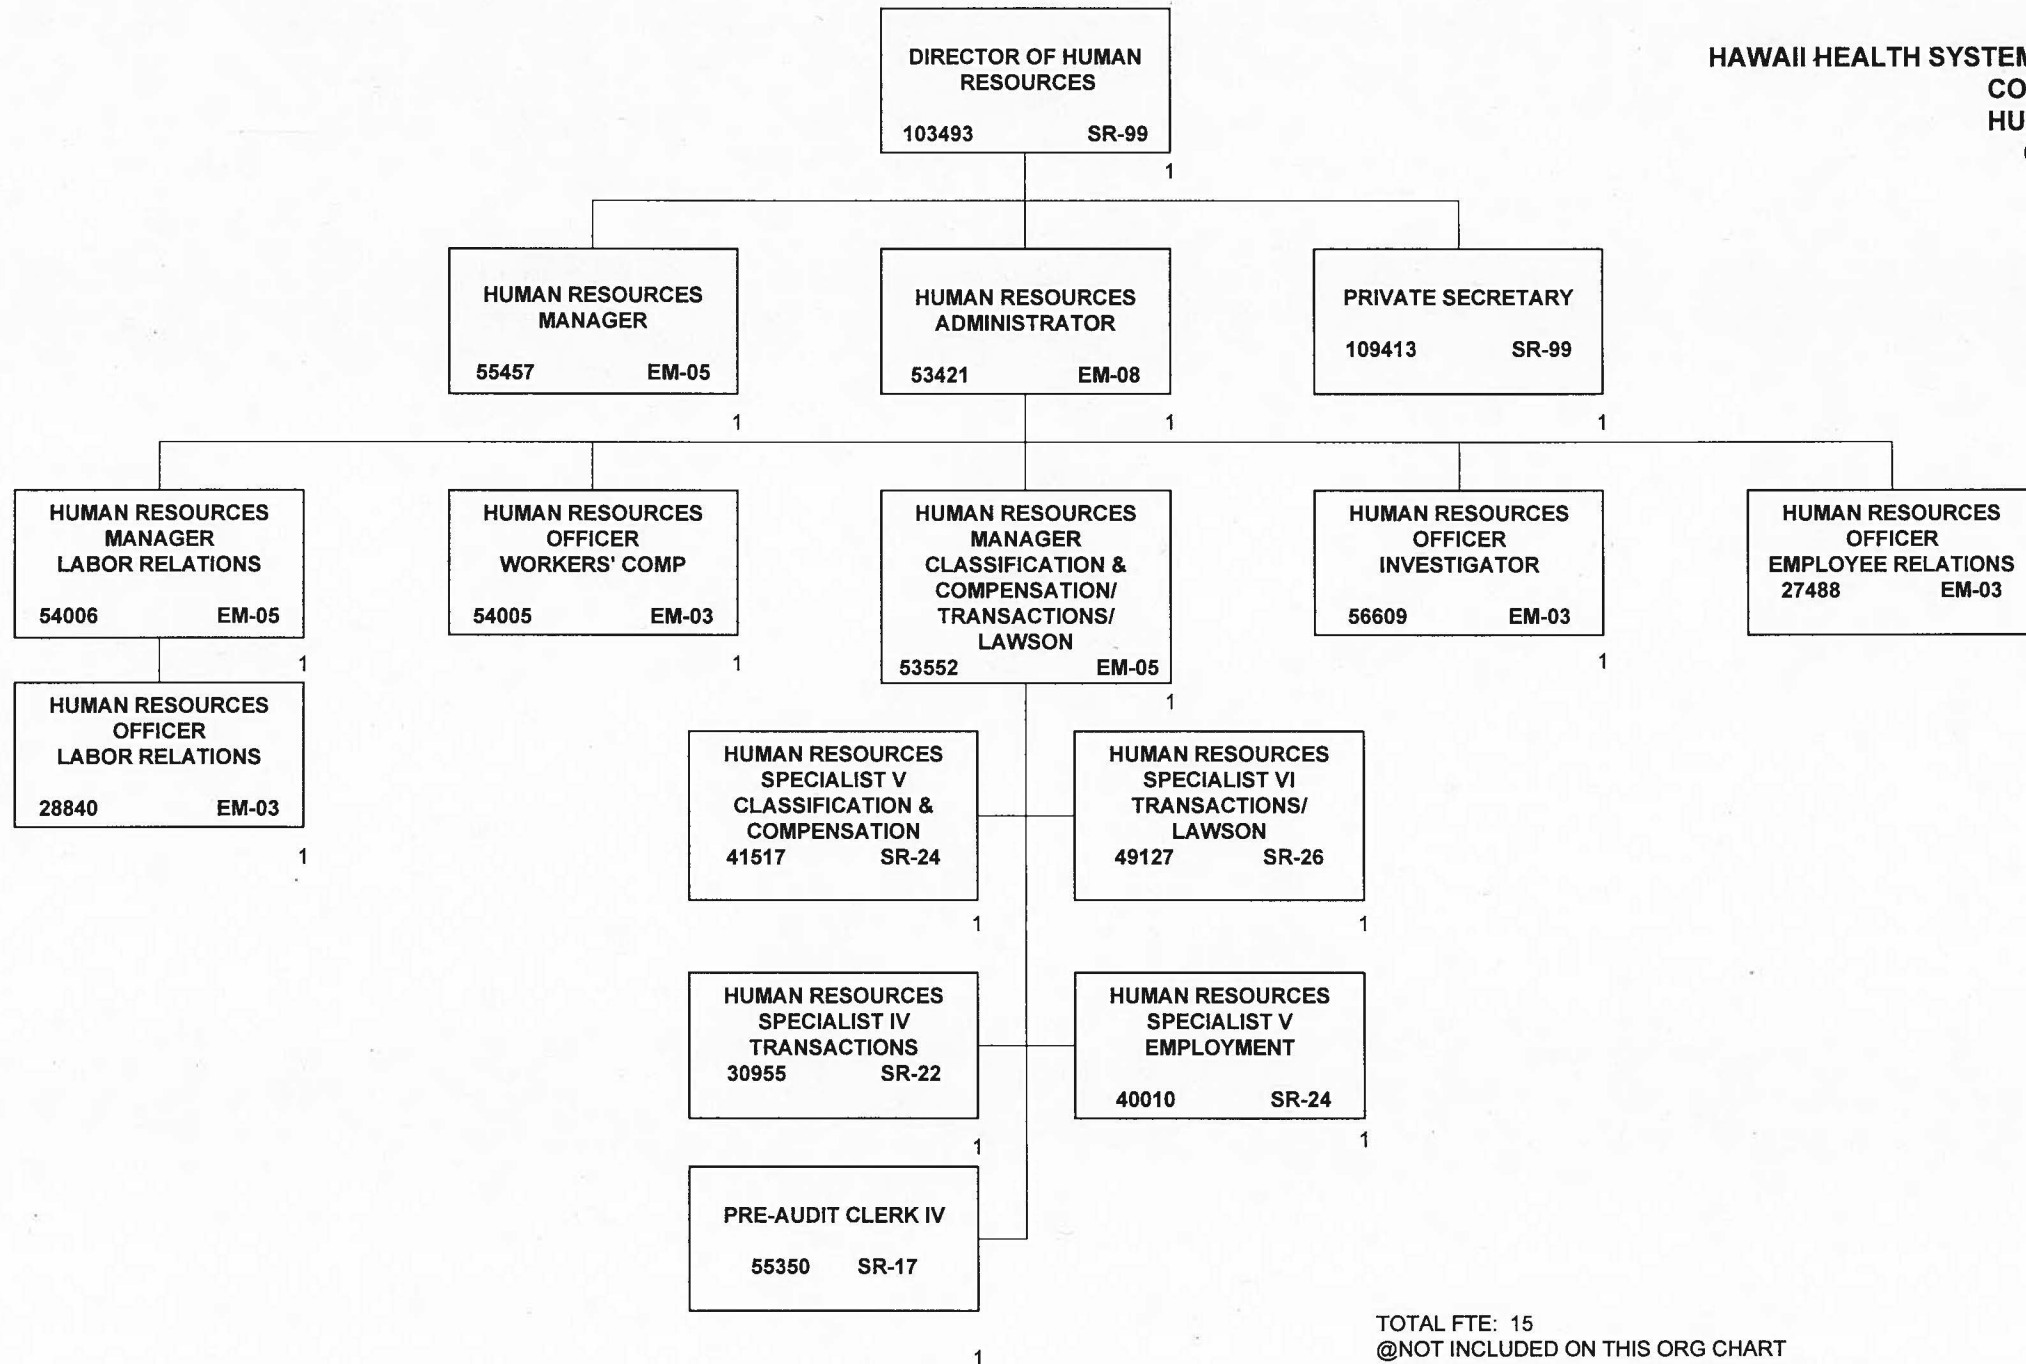 DIRECTOR OF HUMAN
RESOURCES
103493 SR-99
1
HAWAII HEALTH SYSTEM
HUMAN RESOURCES
MANAGER
55457 EM-05
1
HUMAN RESOURCES
ADMINISTRATOR
53421 EM-08
1
PRIVATE SECRETARY
109413 SR-99
1
HUMAN RESOURCES
MANAGER
LABOR RELATIONS
54006 EM-05
1
HUMAN RESOURCES
OFFICER
WORKERS' COMP
54005 EM-03
1
HUMAN RESOURCES
MANAGER
CLASSIFICATION &
COMPENSATION/
TRANSACTIONS/
LAWSON
53552 EM-05
1
HUMAN RESOURCES
OFFICER
INVESTIGATOR
56609 EM-03
1
HUMAN RESOURCES
OFFICER
EMPLOYEE RELATIONS
27488 EM-03
HUMAN RESOURCES
OFFICER
LABOR RELATIONS
28840 EM-03
1
HUMAN RESOURCES
SPECIALIST V
CLASSIFICATION &
COMPENSATION
41517 SR-24
1
HUMAN RESOURCES
SPECIALIST VI
TRANSACTIONS/
LAWSON
49127 SR-26
1
HUMAN RESOURCES
SPECIALIST IV
TRANSACTIONS
30955 SR-22
1
HUMAN RESOURCES
SPECIALIST V
EMPLOYMENT
40010 SR-24
1
PRE-AUDIT CLERK IV
55350 SR-17
1
TOTAL FTE: 15
@NOT INCLUDED ON THIS ORG CHART